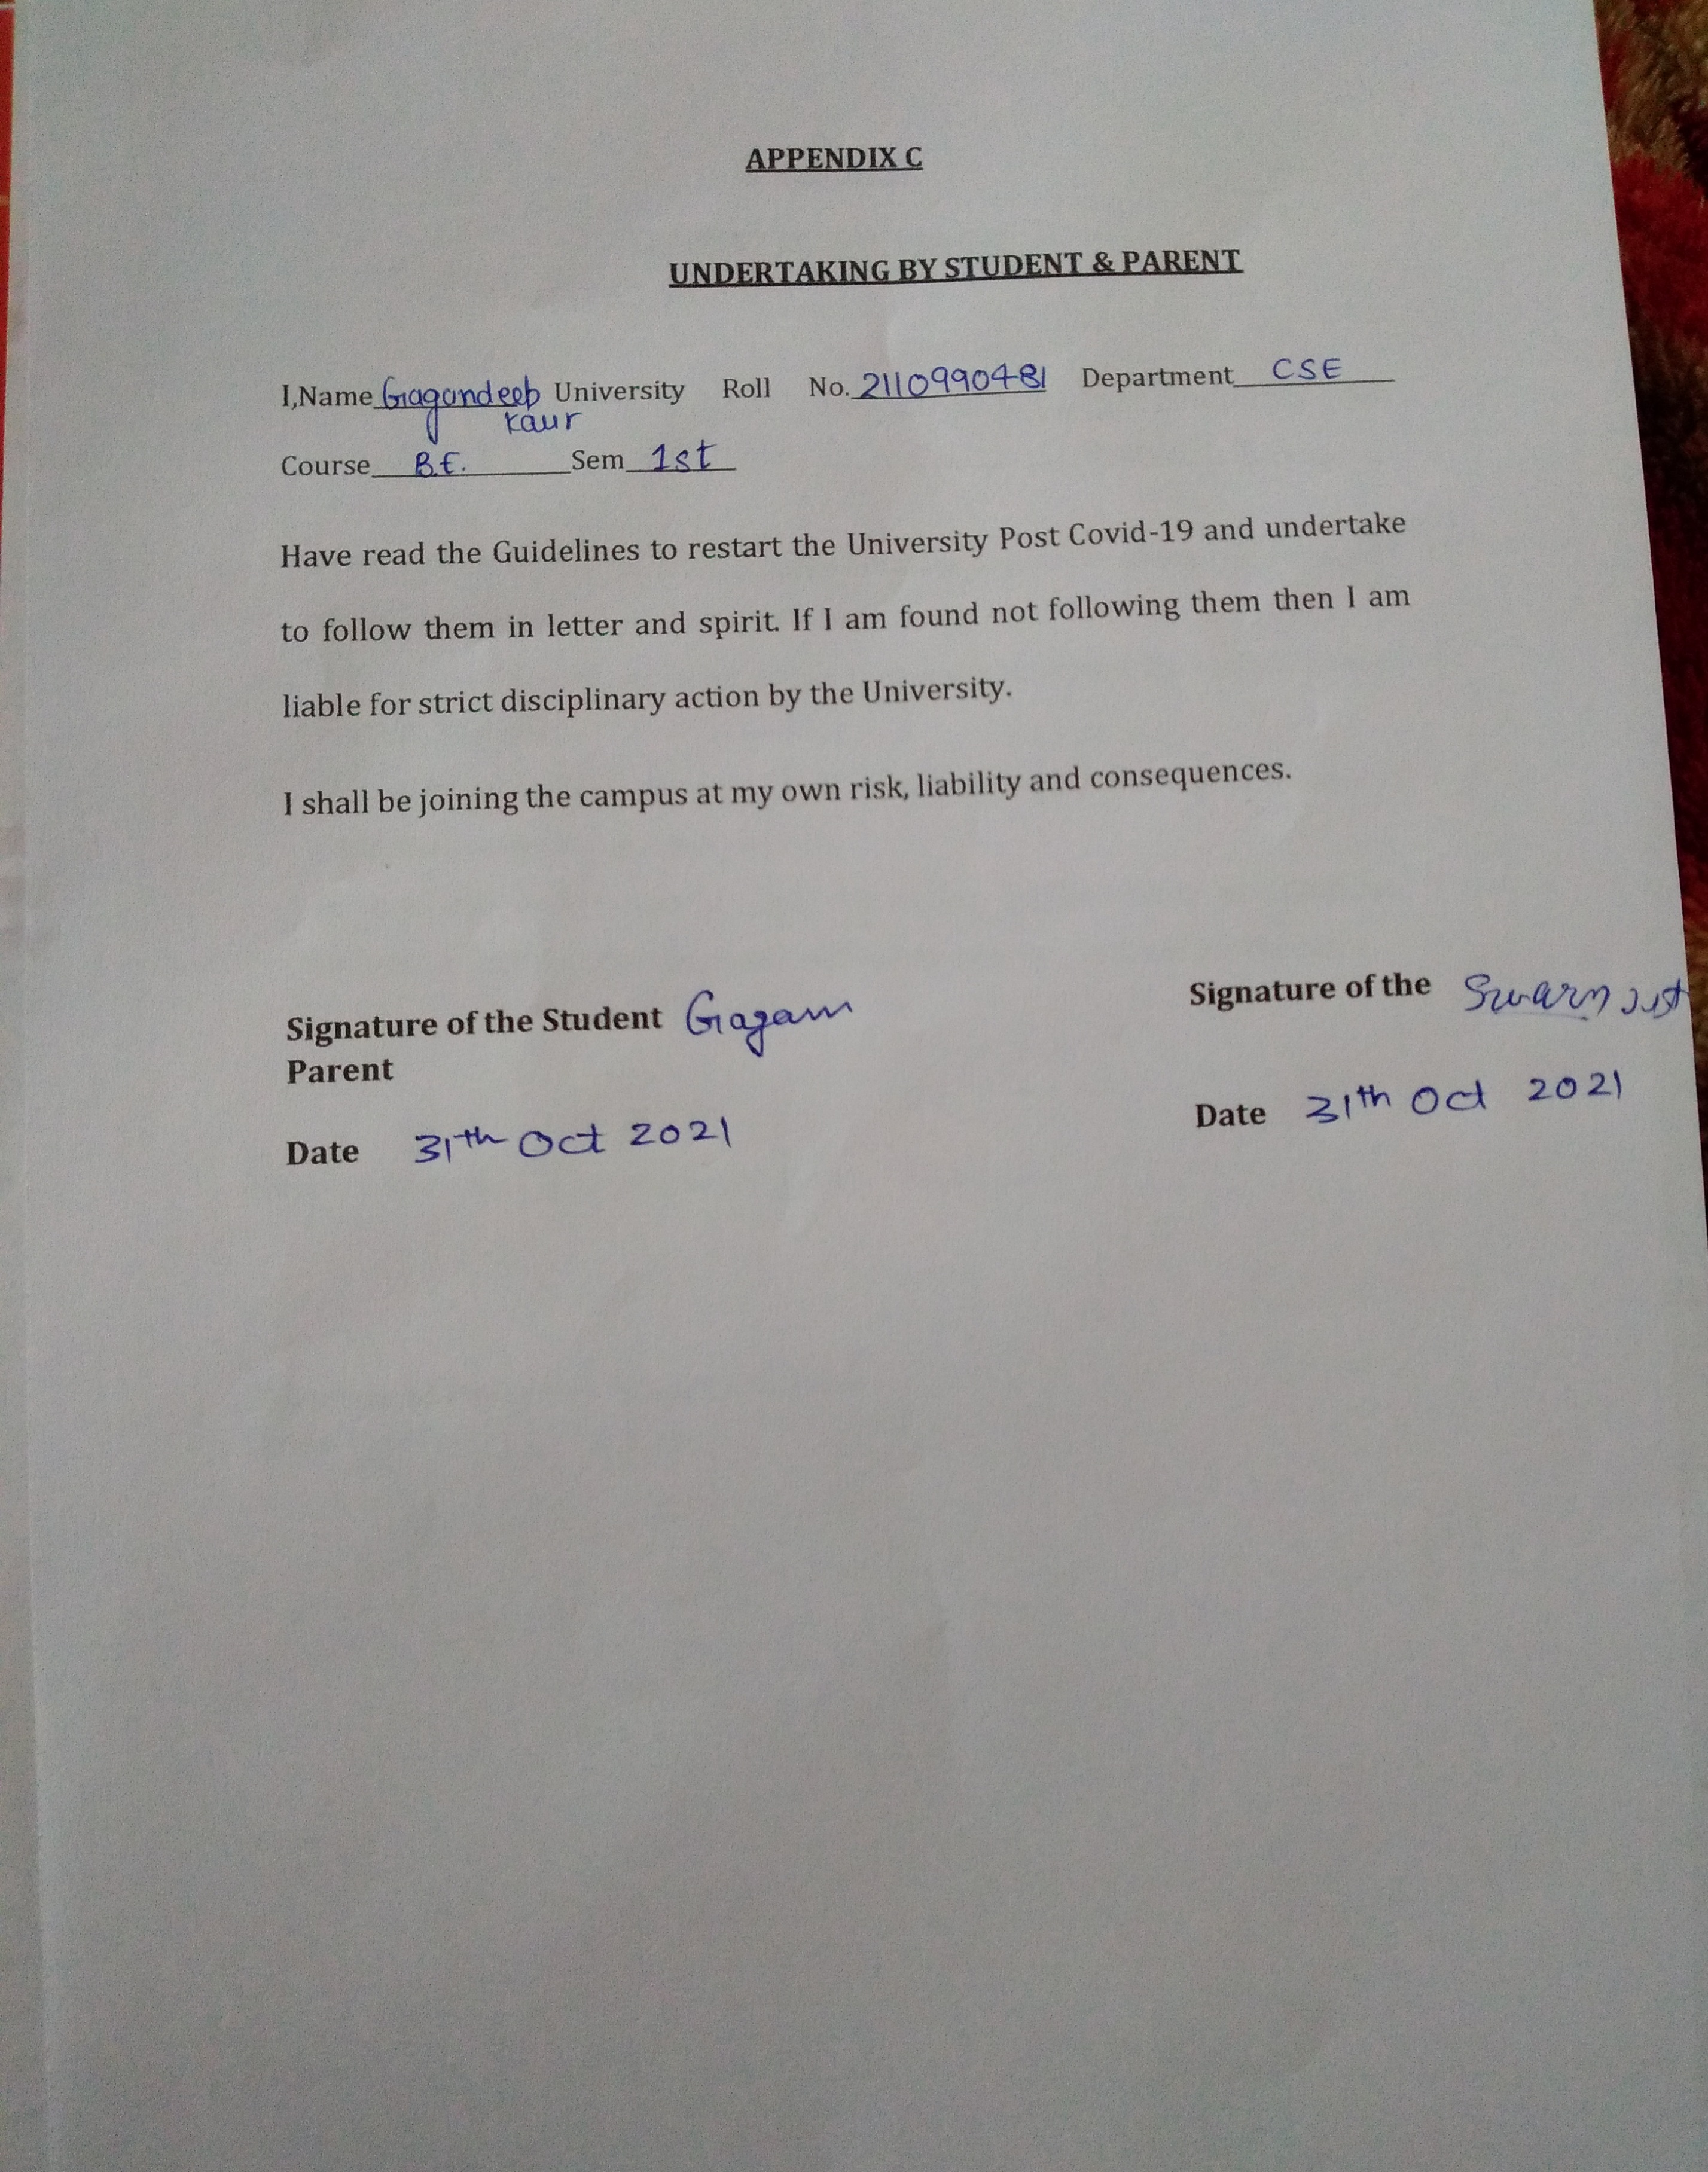 APPENDIX C
UNDERTAKING BY STUDENT & PARENT
I,Name Gagandeep University Roll No. 2110990481 Department CSE
Kaur
Course B.E. Sem 1st
Have read the Guidelines to restart the University Post Covid-19 and undertake
to follow them in letter and spirit. If I am found not following them then I am
liable for strict disciplinary action by the University.
I shall be joining the campus at my own risk, liability and consequences.
Signature of the Student Gagan Signature of the
Parent
Date 31th Oct 2021 Date 31th Oct 2021